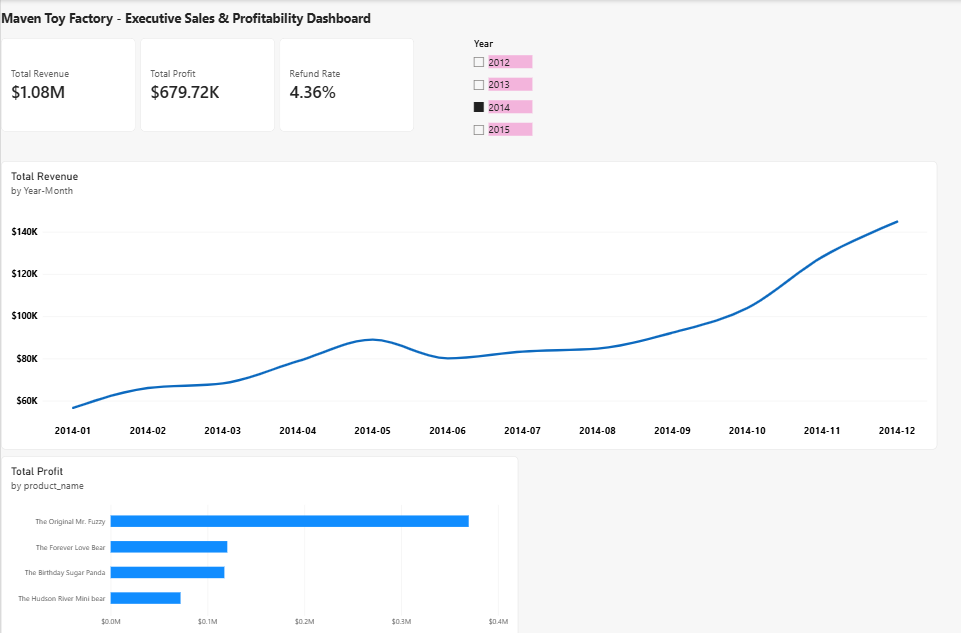 Maven Toy Factory - Executive Sales & Profitability Dashboard
Total Revenue
$1.08M
Total Profit
$679.72K
Refund Rate
4.36%
Year
2012
2013
2014
2015
Total Revenue
by Year-Month
$140K
$120K
$100K
$80K
$60K
2014-01 2014-02 2014-03 2014-04 2014-05 2014-06 2014-07 2014-08 2014-09 2014-10 2014-11 2014-12
Total Profit
by product_name
The Original Mr. Fuzzy
The Forever Love Bear
The Birthday Sugar Panda
The Hudson River Mini bear
$0.0M $0.1M $0.2M $0.3M $0.4M